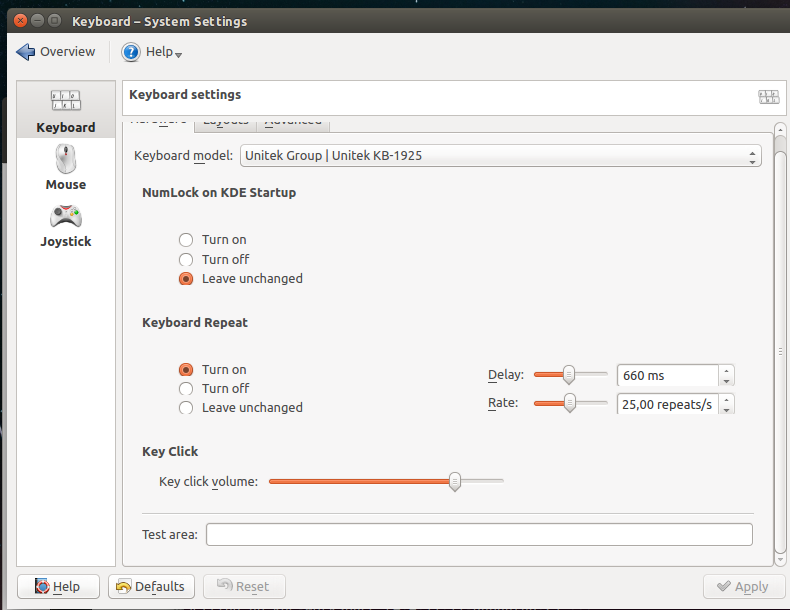 Keyboard – System Settings
Overview
Help
Keyboard settings
Keyboard
Mouse
Joystick
Hardware Layouts Advanced
Keyboard model: Unitek Group | Unitek KB-1925
NumLock on KDE Startup
Turn on
Turn off
Leave unchanged
Keyboard Repeat
Turn on
Turn off
Leave unchanged
Delay: 660 ms
Rate: 25,00 repeats/s
Key Click
Key click volume:
Test area:
Help Defaults Reset Apply